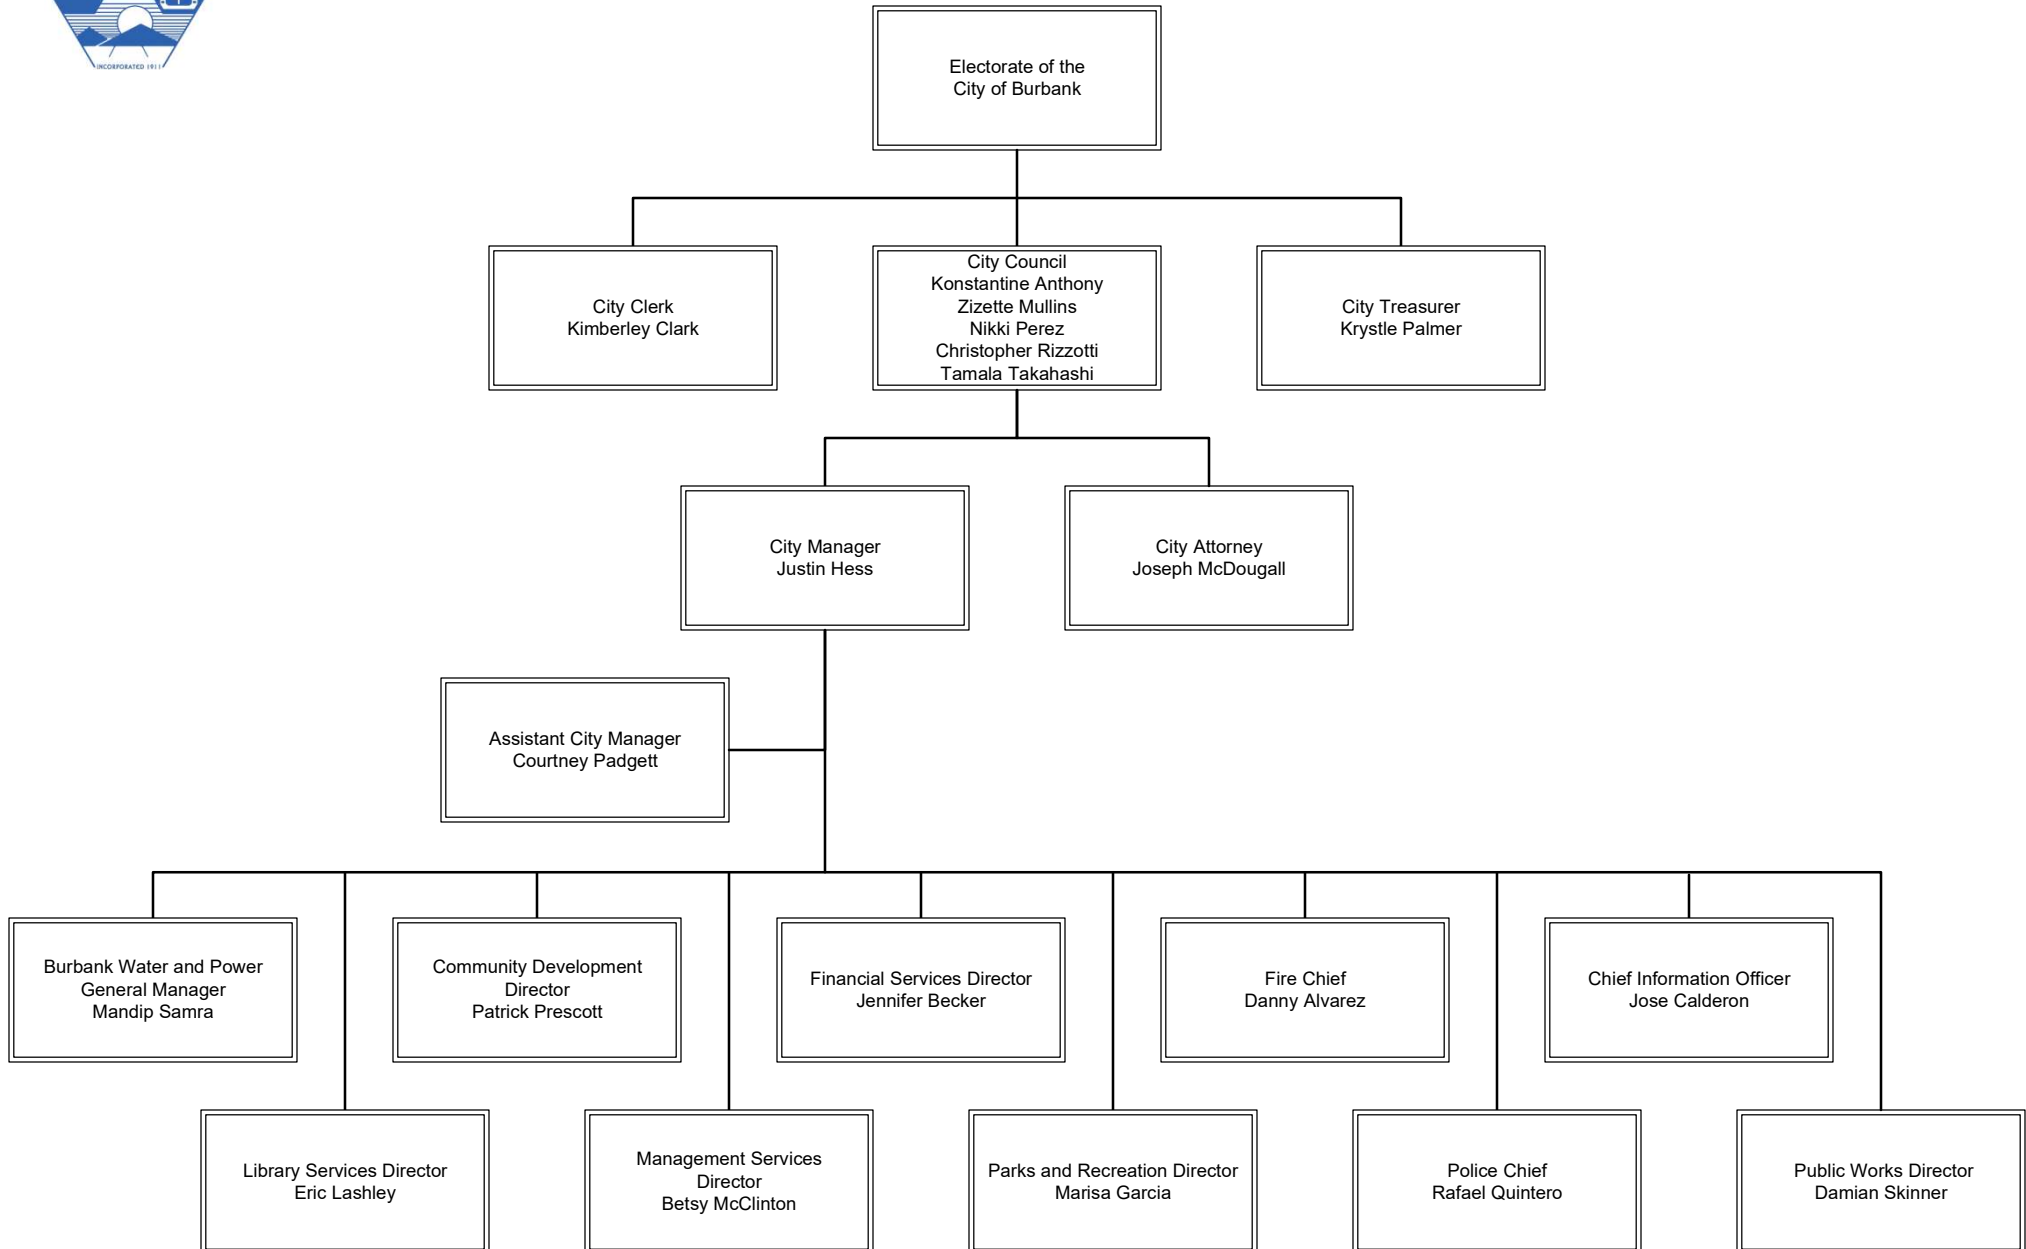 INCORPORATED 1911
Electorate of the
City of Burbank
City Clerk
Kimberley Clark
City Council
Konstantine Anthony
Zizette Mullins
Nikki Perez
Christopher Rizzotti
Tamala Takahashi
City Treasurer
Krystle Palmer
City Manager
Justin Hess
City Attorney
Joseph McDougall
Assistant City Manager
Courtney Padgett
Burbank Water and Power
General Manager
Mandip Samra
Community Development
Director
Patrick Prescott
Financial Services Director
Jennifer Becker
Fire Chief
Danny Alvarez
Chief Information Officer
Jose Calderon
Library Services Director
Eric Lashley
Management Services
Director
Betsy McClinton
Parks and Recreation Director
Marisa Garcia
Police Chief
Rafael Quintero
Public Works Director
Damian Skinner